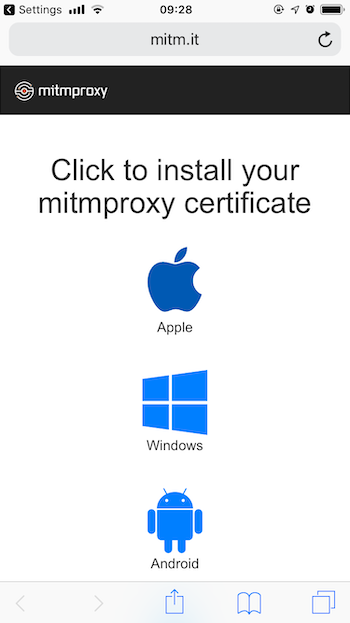 Settings 09:28
mitm.it
mitmproxy
Click to install your
mitmproxy certificate
Apple
Windows
Android